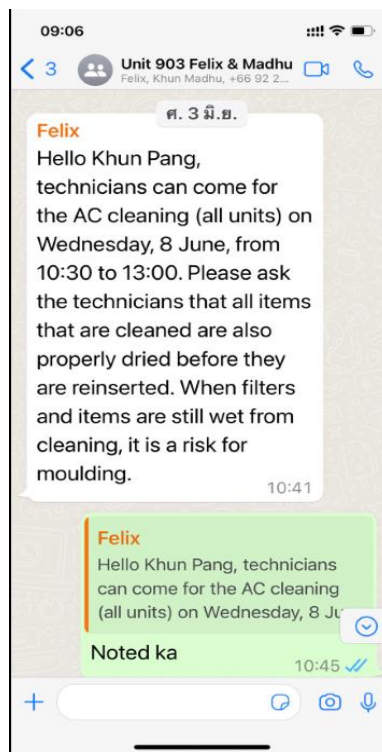 09:06
3
Unit 903 Felix & Madhu
Felix, Khun Madhu, +66 92 2...
ศ. 3 มิ.ย.
Felix
Hello Khun Pang,
technicians can come for
the AC cleaning (all units) on
Wednesday, 8 June, from
10:30 to 13:00. Please ask
the technicians that all items
that are cleaned are also
properly dried before they
are reinserted. When filters
and items are still wet from
cleaning, it is a risk for
moulding.
10:41
Felix
Hello Khun Pang, technicians
can come for the AC cleaning
(all units) on Wednesday, 8 Ju
Noted ka
10:45